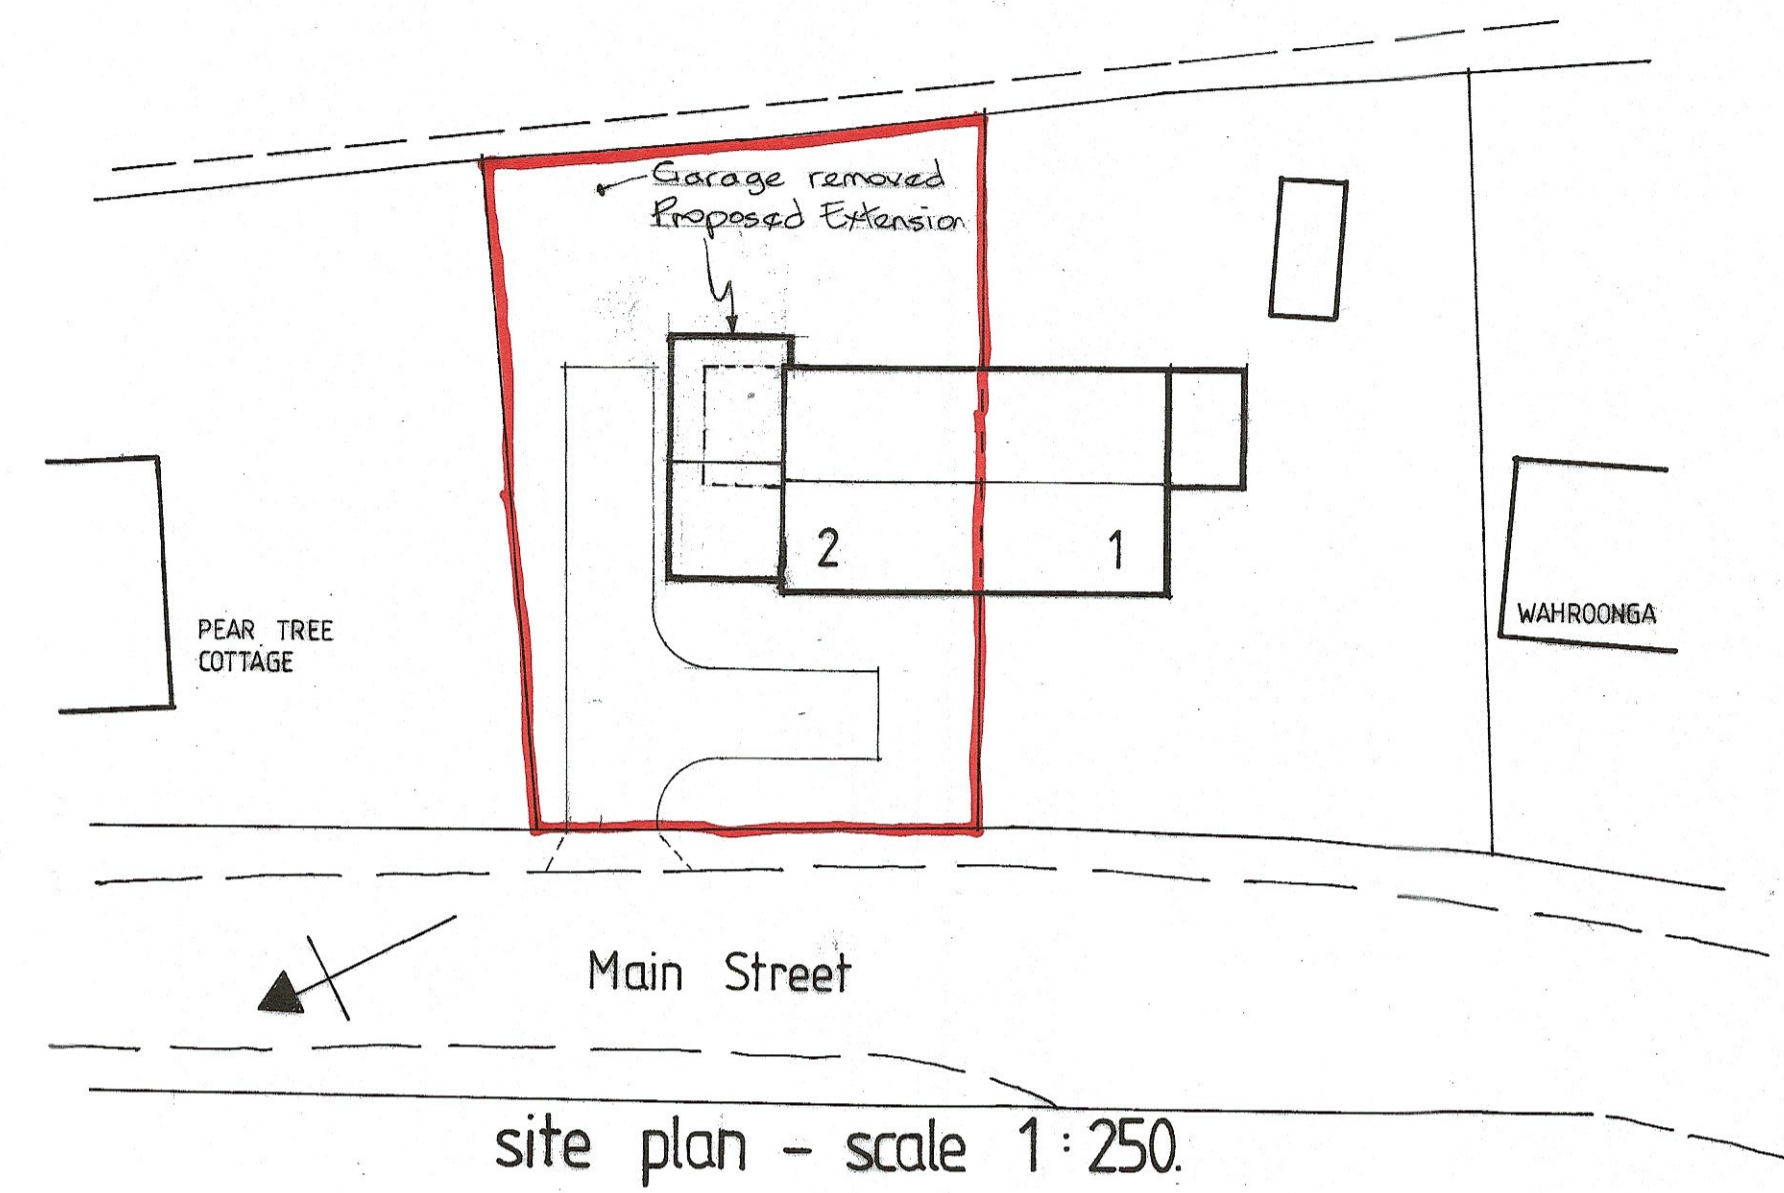 Garage removed
Proposed Extension
2
1
PEAR TREE
COTTAGE
WAHROONGA
Main Street
site plan - scale 1:250.